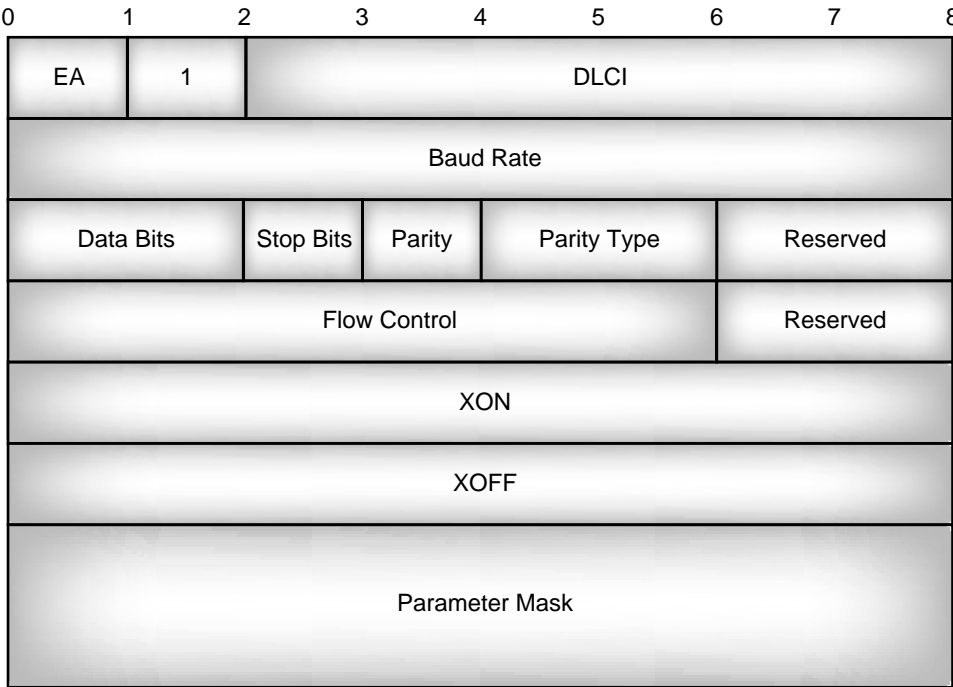 0 1 2 3 4 5 6 7 8
EA 1 DLCI
Baud Rate
Data Bits Stop Bits Parity Parity Type Reserved
Flow Control Reserved
XON
XOFF
Parameter Mask